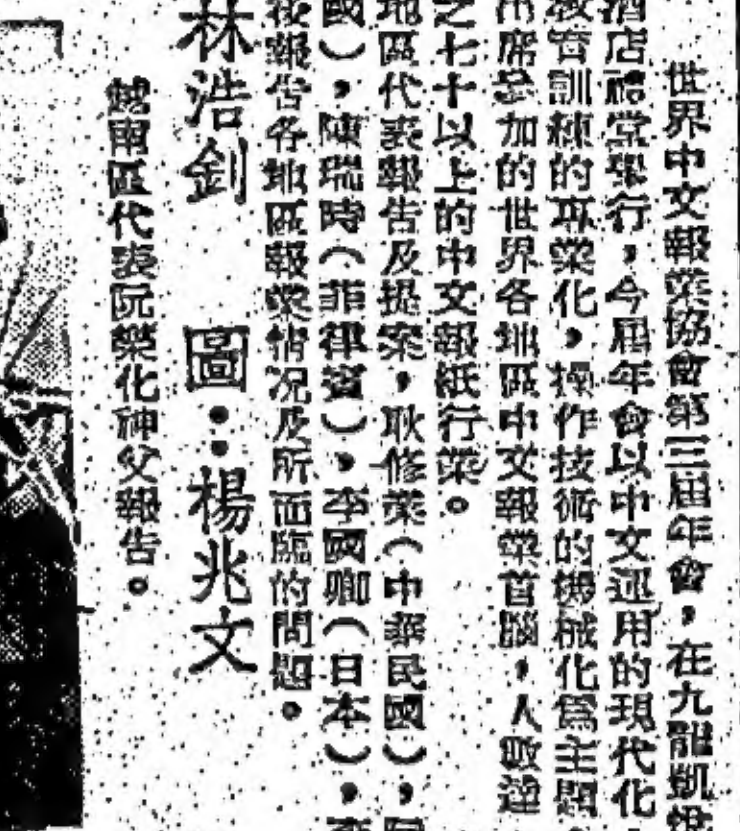 世界中文報業協會第三屆年會,在九龍凱
酒店禮堂舉行,今屆年會以中文運用的現代化
教育訓練的專業化,操作技術的機械化爲主題
出席參加的世界各地區中文報業首腦,人數達
之七十以上的中文報紙行業。
地區代表報告及提案,耿修業(中華民國),
國),陳瑞時(菲律賓),李國卿(日本),
後報告各地區報業情况及所面臨的問題。
林浩釗 圖:楊兆文
越南區代表阮樂化神父報告。